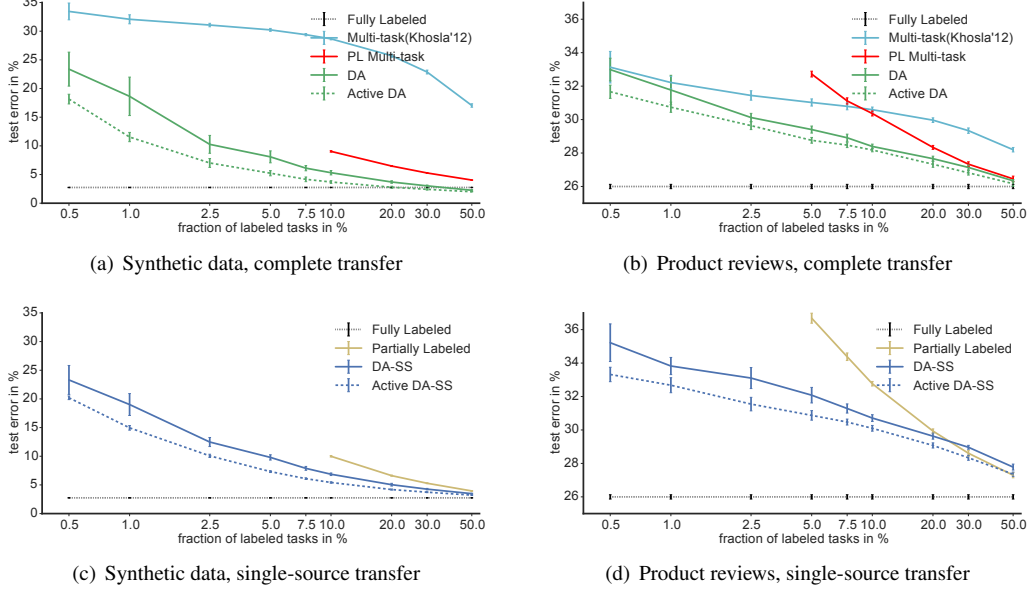 35
30
25
20
15
10
5
0
test error in %
0.5 1.0 2.5 5.0 7.5 10.0 20.0 30.0 50.0
fraction of labeled tasks in %
Fully Labeled
Multi-task(Khosla'12)
PL Multi-task
DA
Active DA
(a) Synthetic data, complete transfer
36
34
32
30
28
26
test error in %
0.5 1.0 2.5 5.0 7.5 10.0 20.0 30.0 50.0
fraction of labeled tasks in %
Fully Labeled
Multi-task(Khosla'12)
PL Multi-task
DA
Active DA
(b) Product reviews, complete transfer
35
30
25
20
15
10
5
0
test error in %
0.5 1.0 2.5 5.0 7.5 10.0 20.0 30.0 50.0
fraction of labeled tasks in %
Fully Labeled
Partially Labeled
DA-SS
Active DA-SS
(c) Synthetic data, single-source transfer
36
34
32
30
28
26
test error in %
0.5 1.0 2.5 5.0 7.5 10.0 20.0 30.0 50.0
fraction of labeled tasks in %
Fully Labeled
Partially Labeled
DA-SS
Active DA-SS
(d) Product reviews, single-source transfer